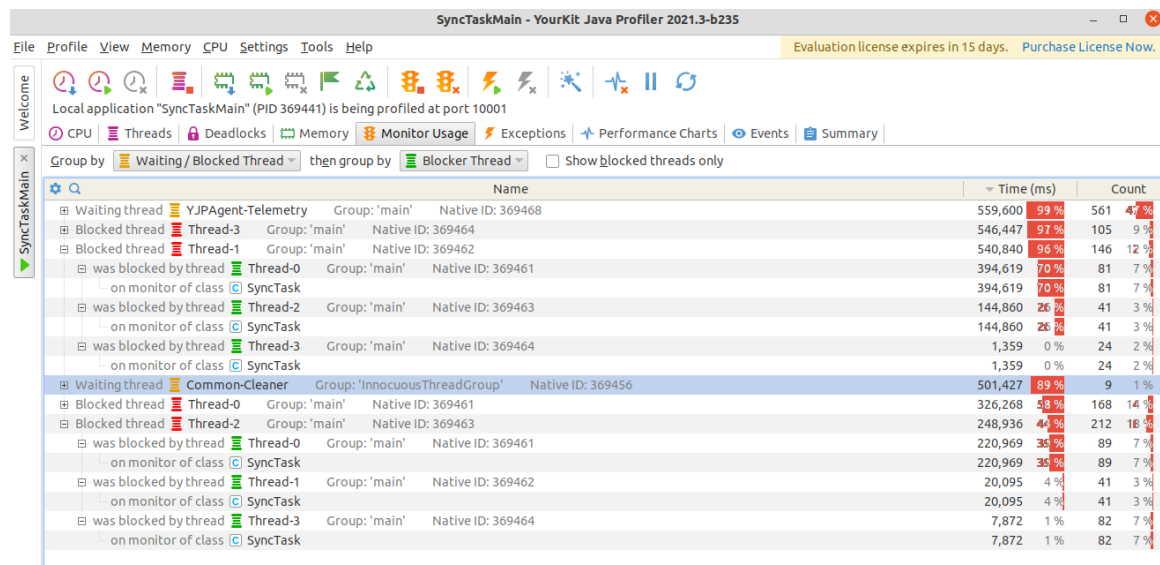 SyncTaskMain - YourKit Java Profiler 2021.3-b235
File Profile View Memory CPU Settings Tools Help Evaluation license expires in 15 days. Purchase License Now.
Welcome
SyncTaskMain
Local application "SyncTaskMain" (PID 369441) is being profiled at port 10001
CPU Threads Deadlocks Memory Monitor Usage Exceptions Performance Charts Events Summary
Group by Waiting / Blocked Thread then group by Blocker Thread Show blocked threads only
Name Time (ms) Count
Waiting thread YJPAgent-Telemetry Group: 'main' Native ID: 369468 559,600 99 % 561 47 %
Blocked thread Thread-3 Group: 'main' Native ID: 369464 546,447 97 % 105 9 %
Blocked thread Thread-1 Group: 'main' Native ID: 369462 540,840 96 % 146 12 %
was blocked by thread Thread-0 Group: 'main' Native ID: 369461 394,619 70 % 81 7 %
on monitor of class SyncTask 394,619 70 % 81 7 %
was blocked by thread Thread-2 Group: 'main' Native ID: 369463 144,860 % 41 3 %
on monitor of class SyncTask 144,860 % 41 3 %
was blocked by thread Thread-3 Group: 'main' Native ID: 369464 1,359 0 % 24 2 %
on monitor of class SyncTask 1,359 0 % 24 2 %
Waiting thread Common-Cleaner Group: 'InnocuousThreadGroup' Native ID: 369456 501,427 89 % 9 1 %
Blocked thread Thread-0 Group: 'main' Native ID: 369461 326,268 58 % 168 14 %
Blocked thread Thread-2 Group: 'main' Native ID: 369463 248,936 % 212 18 %
was blocked by thread Thread-0 Group: 'main' Native ID: 369461 220,969 % 89 7 %
on monitor of class SyncTask 220,969 % 89 7 %
was blocked by thread Thread-1 Group: 'main' Native ID: 369462 20,095 4 % 41 3 %
on monitor of class SyncTask 20,095 4 % 41 3 %
was blocked by thread Thread-3 Group: 'main' Native ID: 369464 7,872 1 % 82 7 %
on monitor of class SyncTask 7,872 1 % 82 7 %